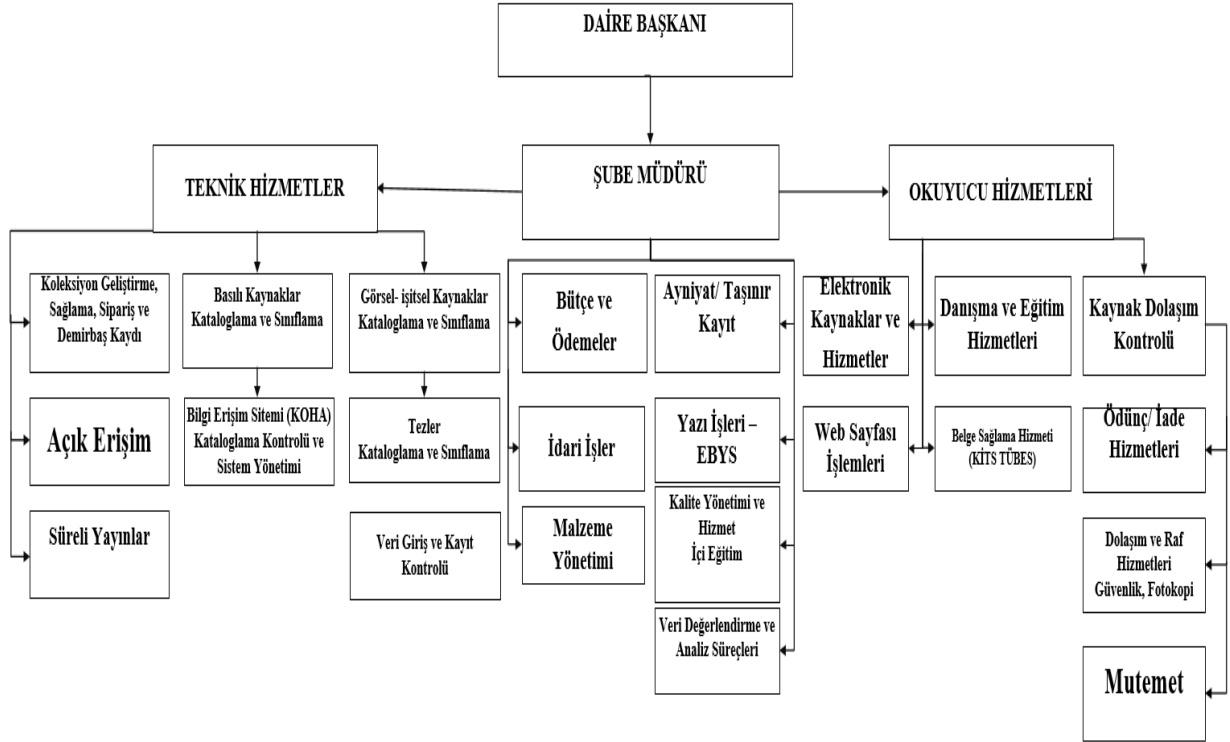 DAİRE BAŞKANI
TEKNİK HİZMETLER
ŞUBE MÜDÜRÜ
OKUYUCU HİZMETLERİ
Koleksiyon Geliştirme,
Sağlama, Sipariş ve
Demirbaş Kaydı
Basılı Kaynaklar
Kataloglama ve Sınıflama
Görsel- işitsel Kaynaklar
Kataloglama ve Sınıflama
Bütçe ve
Ödemeler
Ayniyat/ Taşınır
Kayıt
Elektronik
Kaynaklar ve
Hizmetler
Danışma ve Eğitim
Hizmetleri
Kaynak Dolaşım
Kontrolü
Açık Erişim
Bilgi Erişim Sitemi (KOHA)
Kataloglama Kontrolü ve
Sistem Yönetimi
Tezler
Kataloglama ve Sınıflama
İdari İşler
Yazı İşleri –
EBYS
Web Sayfası
İşlemleri
Belge Sağlama Hizmeti
(KİTS TÜBES)
Ödünç/ İade
Hizmetleri
Süreli Yayınlar
Veri Giriş ve Kayıt
Kontrolü
Malzeme
Yönetimi
Kalite Yönetimi ve
Hizmet
İçi Eğitim
Dolaşım ve Raf
Hizmetleri
Güvenlik, Fotokopi
Veri Değerlendirme ve
Analiz Süreçleri
Mutemet